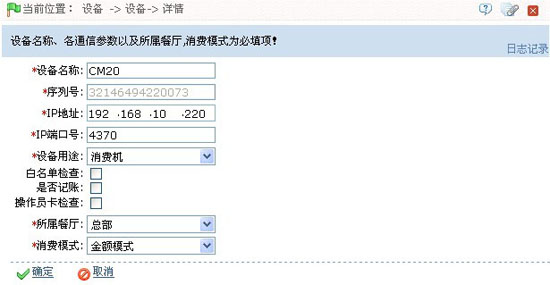 当前位置： 设备 -> 设备-> 详情
设备名称、各通信参数以及所属餐厅,消费模式为必填项!
日志记录
*设备名称: CM20
*序列号: 32146494220073
*IP地址: 192 .168 .10 .220
*IP端口号: 4370
*设备用途: 消费机
白名单检查:
是否记账:
操作员卡检查:
*所属餐厅: 总部
*消费模式: 金额模式
确定 取消